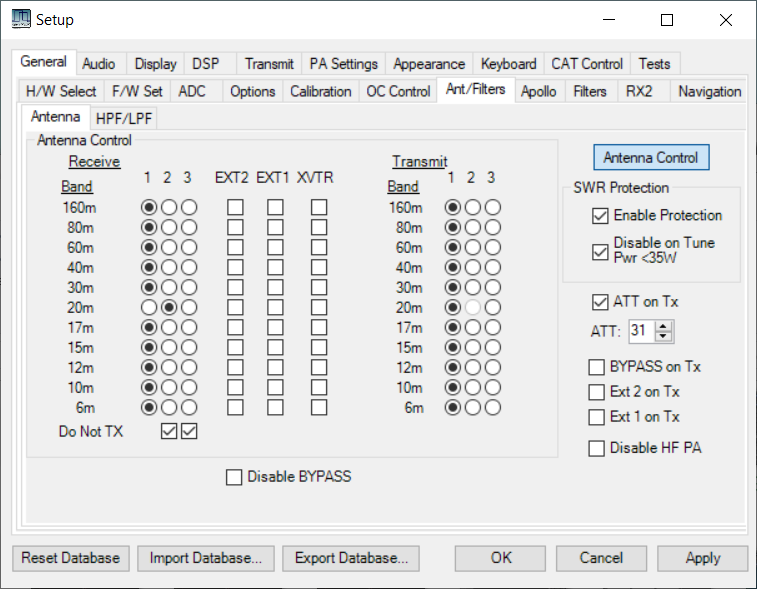 Setup
General Audio Display DSP Transmit PA Settings Appearance Keyboard CAT Control Tests
H/W Select F/W Set ADC Options Calibration OC Control Ant/Filters Apollo Filters RX2 Navigation
Antenna HPF/LPF
Antenna Control
Receive
Band
1 2 3 EXT2 EXT1 XVTR
160m
80m
60m
40m
30m
20m
17m
15m
12m
10m
6m
Do Not TX
Transmit
Band
1 2 3
160m
80m
60m
40m
30m
20m
17m
15m
12m
10m
6m
Disable BYPASS
Antenna Control
SWR Protection
Enable Protection
Disable on Tune
Pwr <35W
ATT on Tx
ATT: 31
BYPASS on Tx
Ext 2 on Tx
Ext 1 on Tx
Disable HF PA
Reset Database Import Database... Export Database... OK Cancel Apply